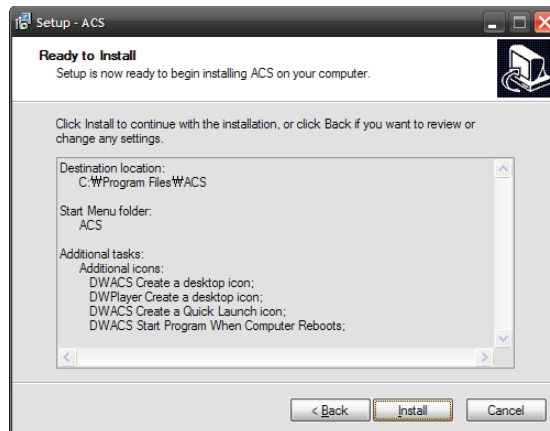 Setup - ACS
Ready to Install
Setup is now ready to begin installing ACS on your computer.
Click Install to continue with the installation, or click Back if you want to review or
change any settings.
Destination location:
C:₩Program Files₩ACS
Start Menu folder:
ACS
Additional tasks:
Additional icons:
DWACS Create a desktop icon;
DWPlayer Create a desktop icon;
DWACS Create a Quick Launch icon;
DWACS Start Program When Computer Reboots;
< Back
Install
Cancel